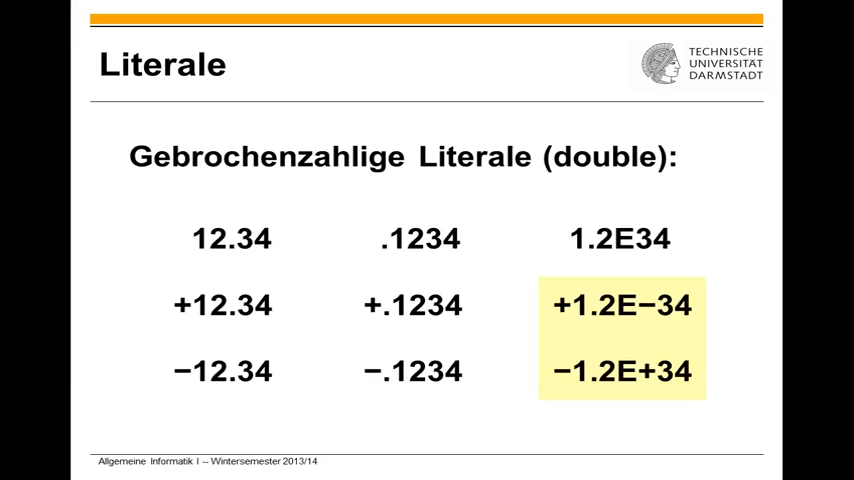 Literale
TECHNISCHE
UNIVERSITÄT
DARMSTADT
Gebrochenzahlige Literale (double):
12.34 .1234 1.2E34
+12.34 +.1234 +1.2E−34
−12.34 −.1234 −1.2E+34
Allgemeine Informatik I -- Wintersemester 2013/14